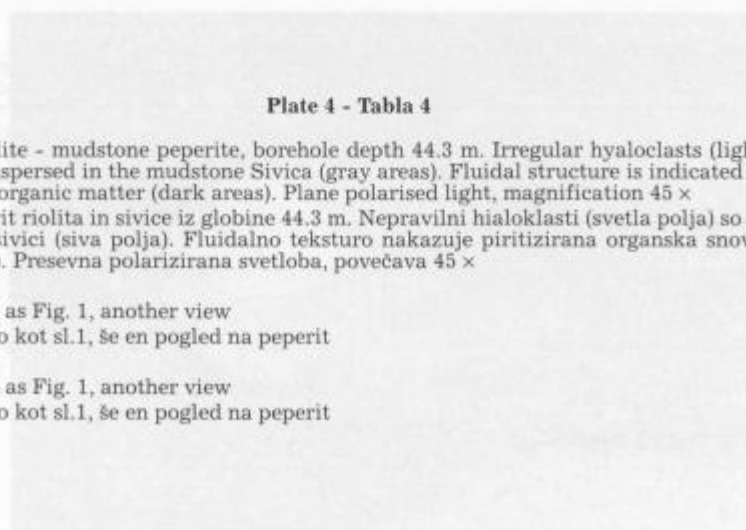 Plate 4 - Tabla 4
lite - mudstone peperite, borehole depth 44.3 m. Irregular hyaloclasts (ligh
spersed in the mudstone Sivica (gray areas). Fluidal structure is indicated
organic matter (dark areas). Plane polarised light, magnification 45 ×
rit riolita in sivice iz globine 44.3 m. Nepravilni hialoklasti (svetla polja) so
sivici (siva polja). Fluidalno teksturo nakazuje piritizirana organska snov
). Presevna polarizirana svetloba, povečava 45 ×
as Fig. 1, another view
o kot sl.1, še en pogled na peperit
as Fig. 1, another view
o kot sl.1, še en pogled na peperit